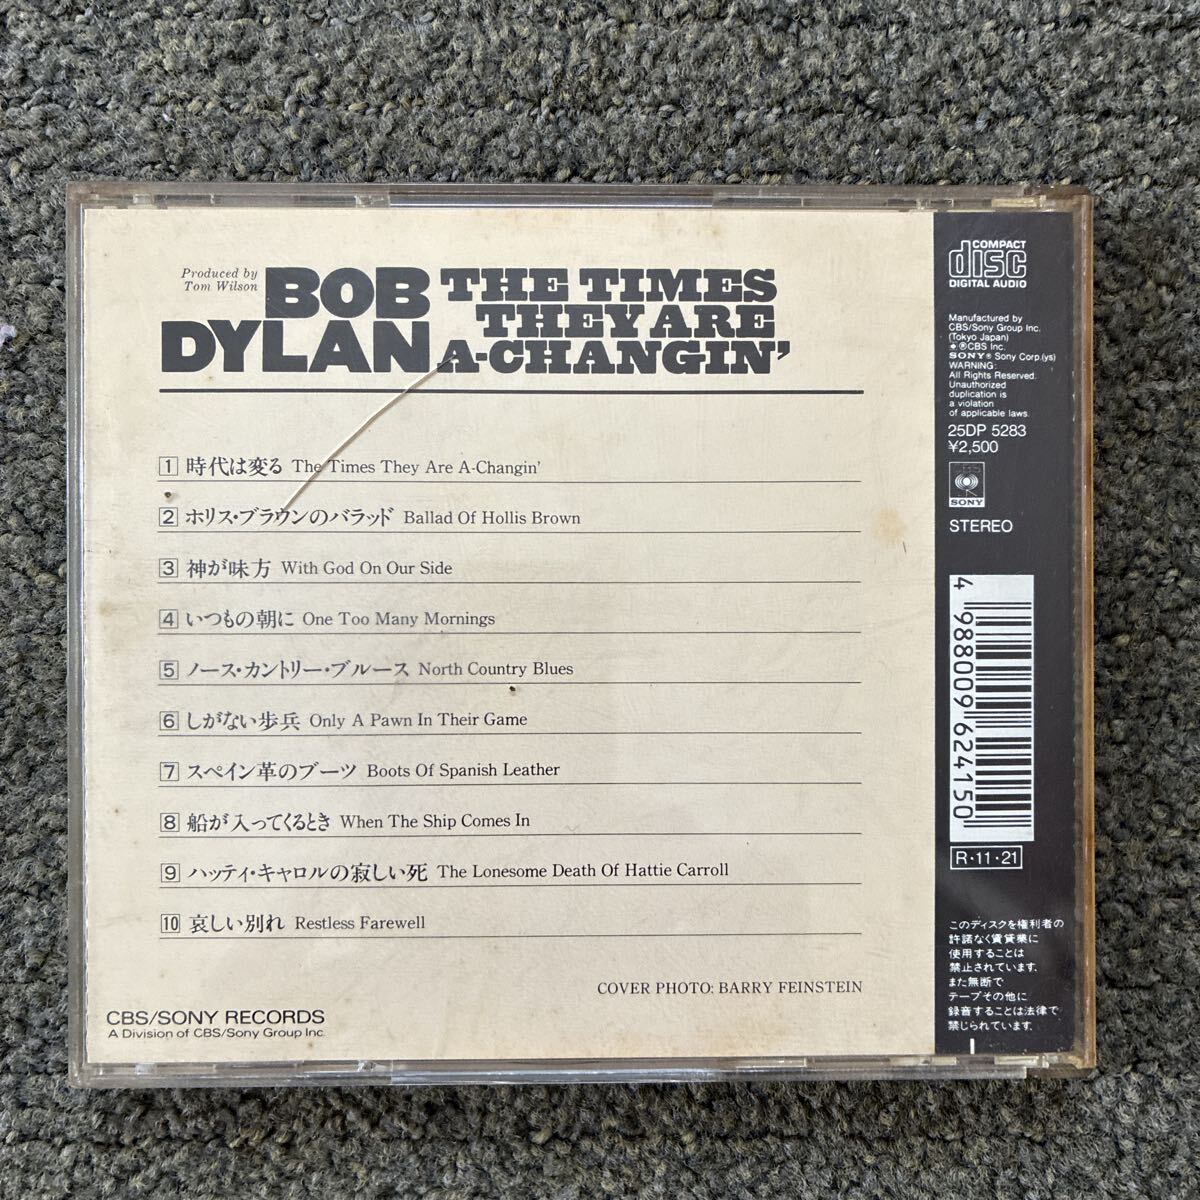 Produced by
Tom Wilson
BOB
DYLAN
THE TIMES
THEY ARE
A-CHANGIN'
1 時代は変る The Times They Are A-Changin'
2 ホリス・ブラウンのバラッド Ballad Of Hollis Brown
3 神が味方 With God On Our Side
4 いつもの朝に One Too Many Mornings
5 ノース・カントリー・ブルース North Country Blues
6 しがない歩兵 Only A Pawn In Their Game
7 スペイン革のブーツ Boots Of Spanish Leather
8 船が入ってくるとき When The Ship Comes In
9 ハッティ・キャロルの寂しい死 The Lonesome Death Of Hattie Carroll
10 哀しい別れ Restless Farewell
COVER PHOTO: BARRY FEINSTEIN
CBS/SONY RECORDS
A Division of CBS/Sony Group Inc.
COMPACT
disc
DIGITAL AUDIO
Manufactured by
CBS/Sony Group Inc.
(Tokyo Japan)
◆ ℗CBS Inc.
SONY® Sony Corp.(ys)
WARNING:
All Rights Reserved.
Unauthorized
duplication is
a violation
of applicable laws.
25DP 5283
¥2,500
CBS
SONY
STEREO
4 988009 624150
R・11・21
このディスクを権利者の
許諾なく賃貸業に
使用することは
禁止されています。
また無断で
テープその他に
録音することは法律で
禁じられています。